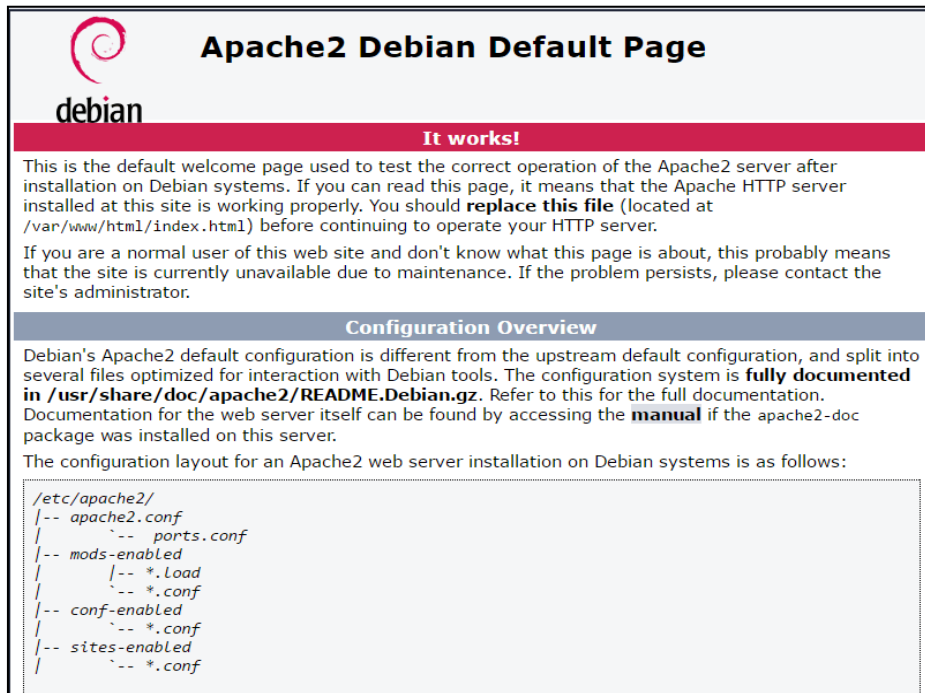 debian
Apache2 Debian Default Page
It works!
This is the default welcome page used to test the correct operation of the Apache2 server after
installation on Debian systems. If you can read this page, it means that the Apache HTTP server
installed at this site is working properly. You should replace this file (located at
/var/www/html/index.html) before continuing to operate your HTTP server.
If you are a normal user of this web site and don't know what this page is about, this probably means
that the site is currently unavailable due to maintenance. If the problem persists, please contact the
site's administrator.
Configuration Overview
Debian's Apache2 default configuration is different from the upstream default configuration, and split into
several files optimized for interaction with Debian tools. The configuration system is fully documented
in /usr/share/doc/apache2/README.Debian.gz. Refer to this for the full documentation.
Documentation for the web server itself can be found by accessing the manual if the apache2-doc
package was installed on this server.
The configuration layout for an Apache2 web server installation on Debian systems is as follows:
/etc/apache2/
|-- apache2.conf
|       `--  ports.conf
|-- mods-enabled
|       |-- *.load
|       `-- *.conf
|-- conf-enabled
|       `-- *.conf
|-- sites-enabled
|       `-- *.conf